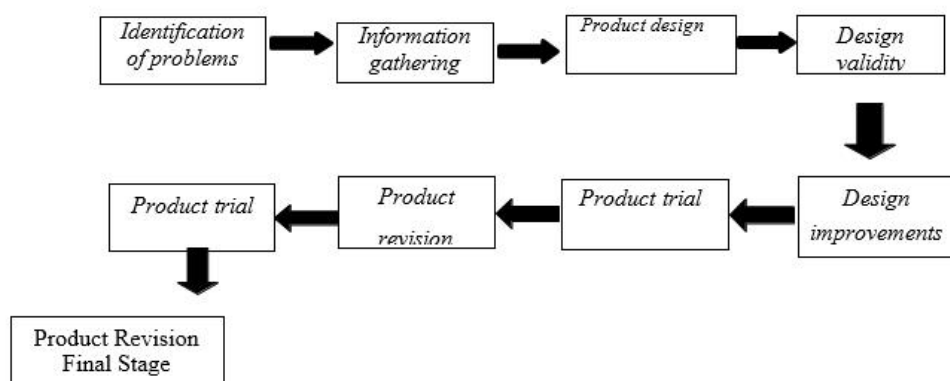 Identification
of problems
Information
gathering
Product design
Design
validity
Design
improvements
Product trial
Product
revision
Product trial
Product Revision
Final Stage